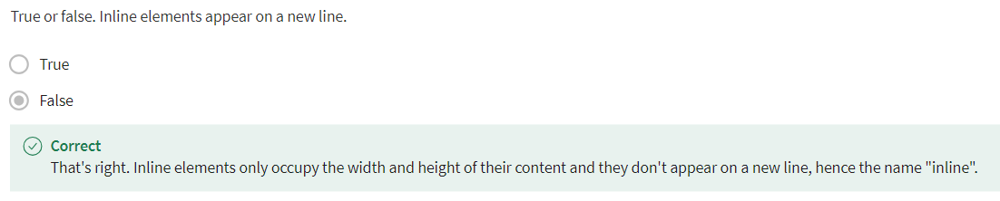 True or false. Inline elements appear on a new line.
True
False
Correct
That's right. Inline elements only occupy the width and height of their content and they don't appear on a new line, hence the name "inline".